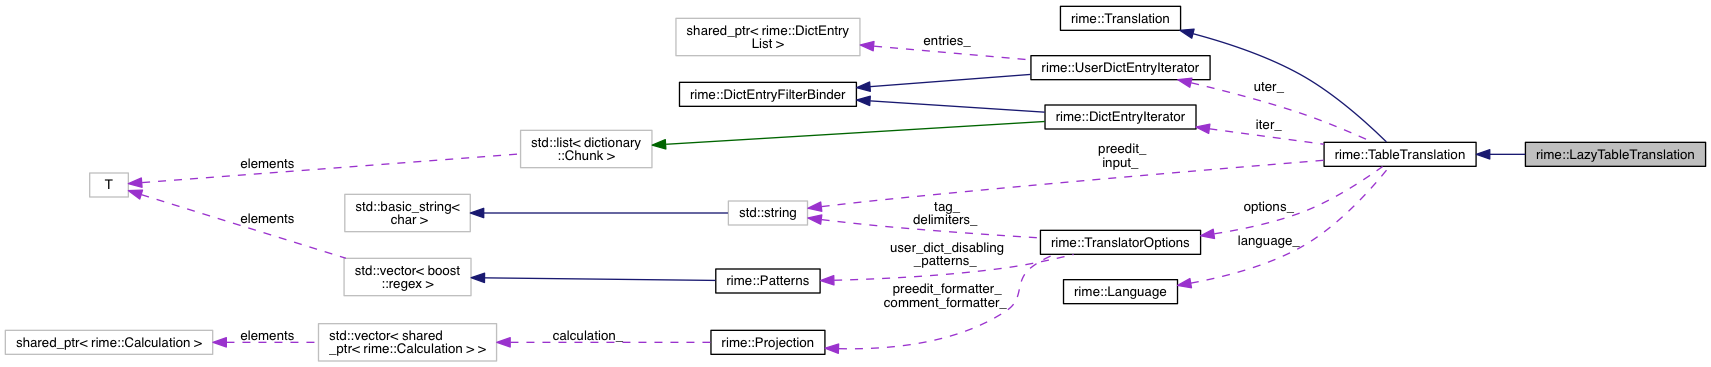 rime::Translation
shared_ptr< rime::DictEntry
List >
entries_
rime::UserDictEntryIterator
rime::DictEntryFilterBinder
uter_
rime::DictEntryIterator
iter_
std::list< dictionary
::Chunk >
preedit_
input_
rime::TableTranslation
rime::LazyTableTranslation
elements
T
std::basic_string<
char >
std::string
tag_
delimiters_
options_
elements
rime::TranslatorOptions
language_
user_dict_disabling
_patterns_
std::vector< boost
::regex >
rime::Patterns
rime::Language
preedit_formatter_
comment_formatter_
shared_ptr< rime::Calculation >
elements
std::vector< shared
_ptr< rime::Calculation > >
calculation_
rime::Projection